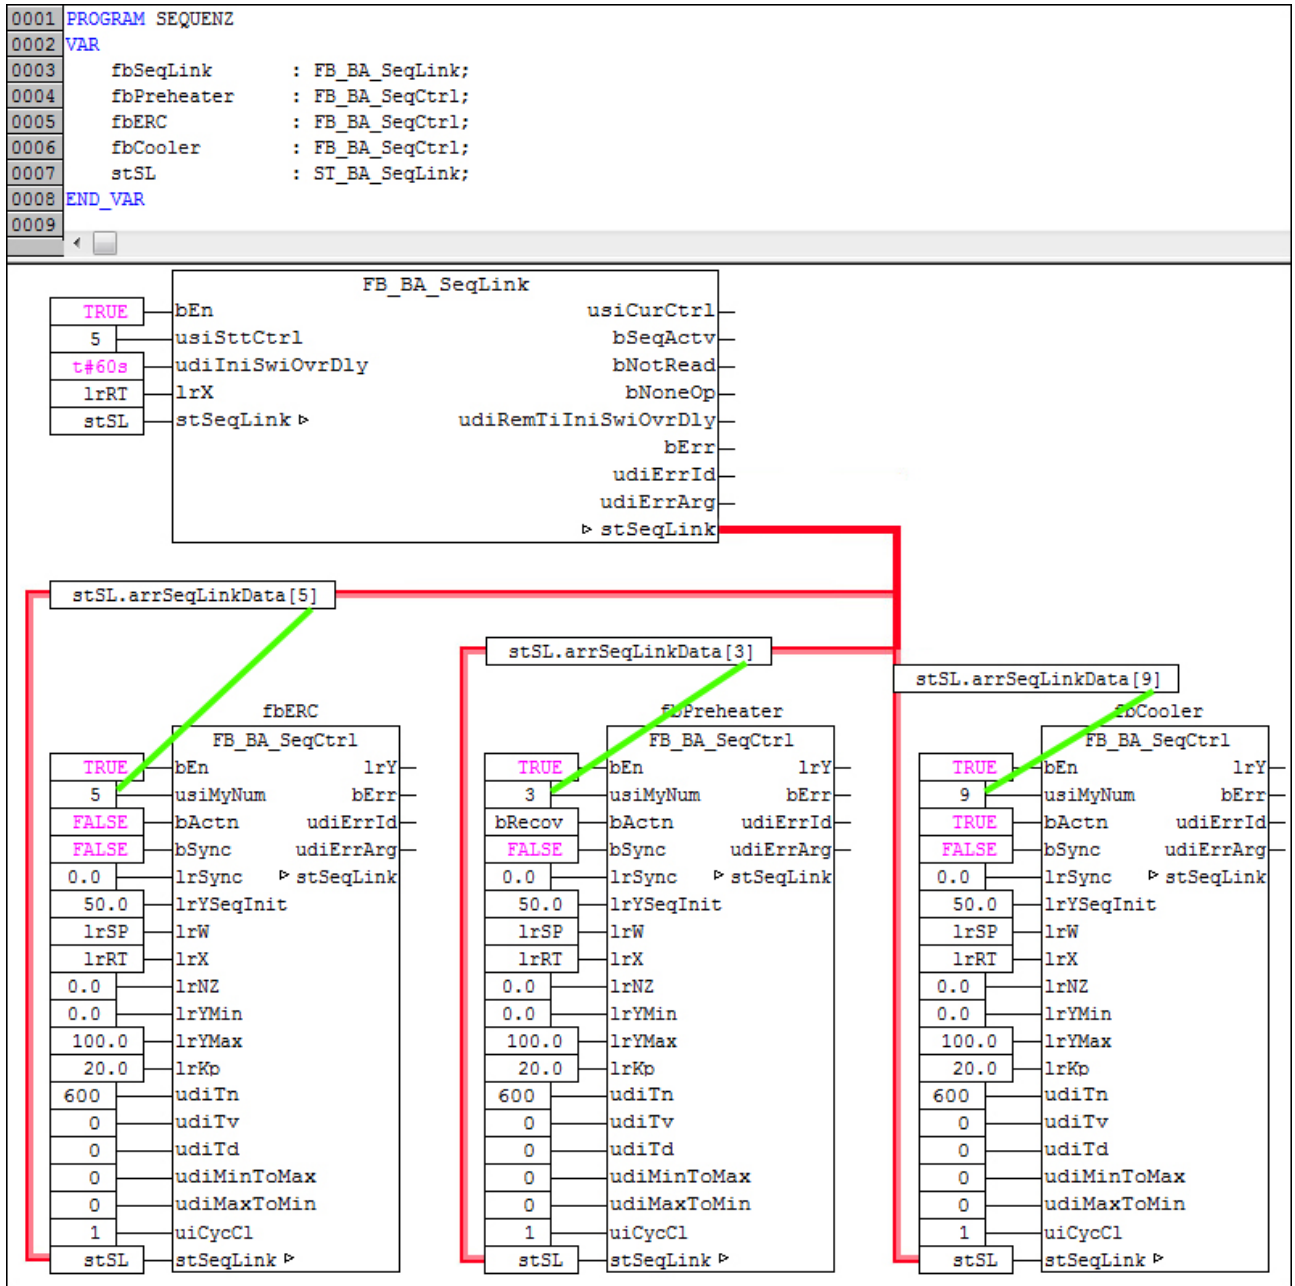 0001 PROGRAM SEQUENZ
0002 VAR
0003 fbSeqLink : FB_BA_SeqLink;
0004 fbPreheater : FB_BA_SeqCtrl;
0005 fbERC : FB_BA_SeqCtrl;
0006 fbCooler : FB_BA_SeqCtrl;
0007 stSL : ST_BA_SeqLink;
0008 END_VAR
0009
FB_BA_SeqLink
TRUE bEn usiCurCtrl
5 usiSttCtrl bSeqActv
t#60s udiIniSwiOvrDly bNotRead
lrRT lrX bNoneOp
stSL stSeqLink udiRemTiIniSwiOvrDly
bErr
udiErrId
udiErrArg
stSeqLink
stSL.arrSeqLinkData[5]
stSL.arrSeqLinkData[3]
stSL.arrSeqLinkData[9]
fbERC fbPreheater fbCooler
FB_BA_SeqCtrl FB_BA_SeqCtrl FB_BA_SeqCtrl
TRUE bEn lrY TRUE bEn lrY TRUE bEn lrY
5 usiMyNum bErr 3 usiMyNum bErr 9 usiMyNum bErr
FALSE bActn udiErrId bRecov bActn udiErrId TRUE bActn udiErrId
FALSE bSync udiErrArg FALSE bSync udiErrArg FALSE bSync udiErrArg
0.0 lrSync stSeqLink 0.0 lrSync stSeqLink 0.0 lrSync stSeqLink
50.0 lrYSeqInit 50.0 lrYSeqInit 50.0 lrYSeqInit
lrSP lrW lrSP lrW lrSP lrW
lrRT lrX lrRT lrX lrRT lrX
0.0 lrNZ 0.0 lrNZ 0.0 lrNZ
0.0 lrYMin 0.0 lrYMin 0.0 lrYMin
100.0 lrYMax 100.0 lrYMax 100.0 lrYMax
20.0 lrKp 20.0 lrKp 20.0 lrKp
600 udiTn 600 udiTn 600 udiTn
0 udiTv 0 udiTv 0 udiTv
0 udiTd 0 udiTd 0 udiTd
0 udiMinToMax 0 udiMinToMax 0 udiMinToMax
0 udiMaxToMin 0 udiMaxToMin 0 udiMaxToMin
1 uiCycCl 1 uiCycCl 1 uiCycCl
stSL stSeqLink stSL stSeqLink stSL stSeqLink